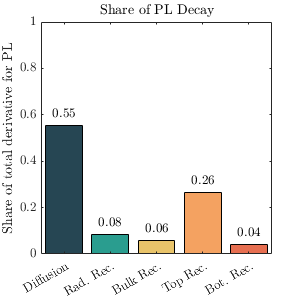 Share of PL Decay
Share of total derivative for PL
1
0.8
0.6
0.4
0.2
0
0.55
0.08
0.06
0.26
0.04
Diffusion
Rad. Rec.
Bulk Rec.
Top Rec.
Bot. Rec.